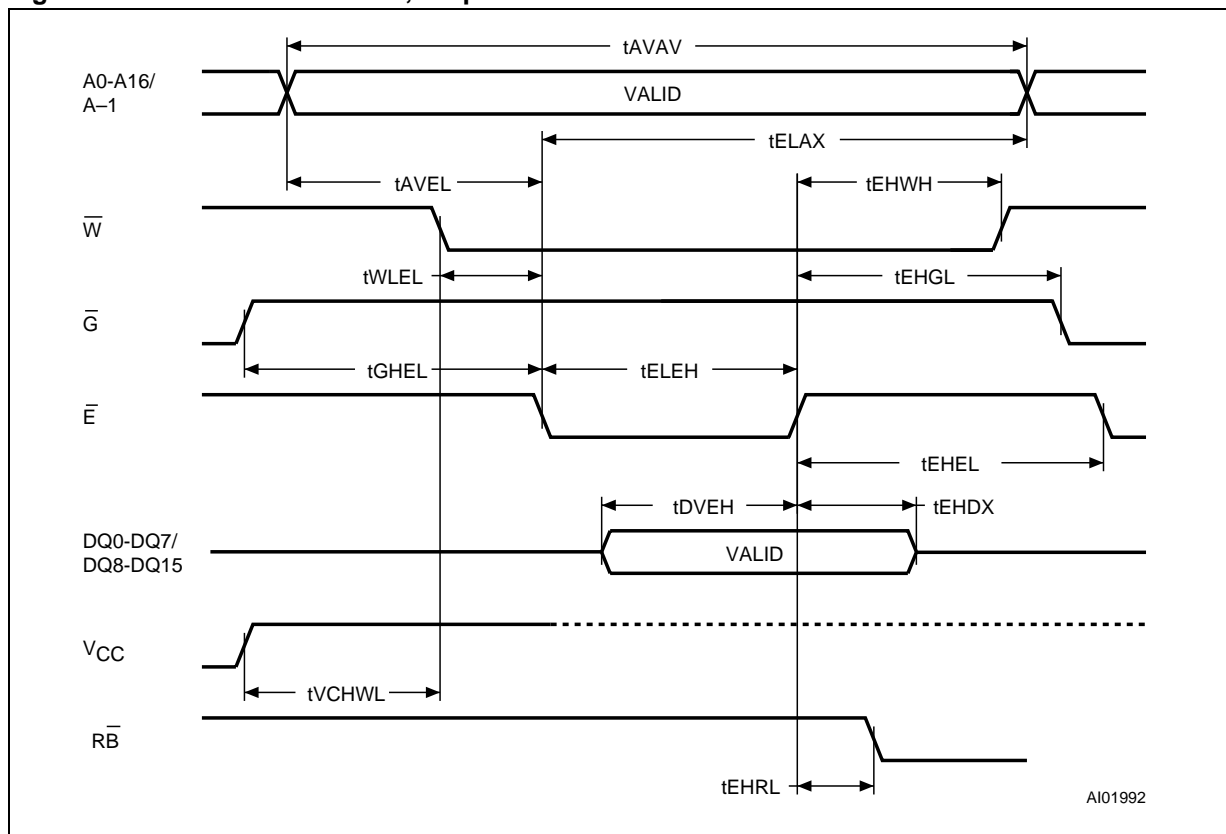 tAVAV
A0-A16/
A–1
VALID
tELAX
tAVEL
tEHWH
W̅
tWLEL
tEHGL
G̅
tGHEL
tELEH
E̅
tEHEL
tDVEH
tEHDX
DQ0-DQ7/
DQ8-DQ15
VALID
VCC
tVCHWL
RB̅
tEHRL
AI01992